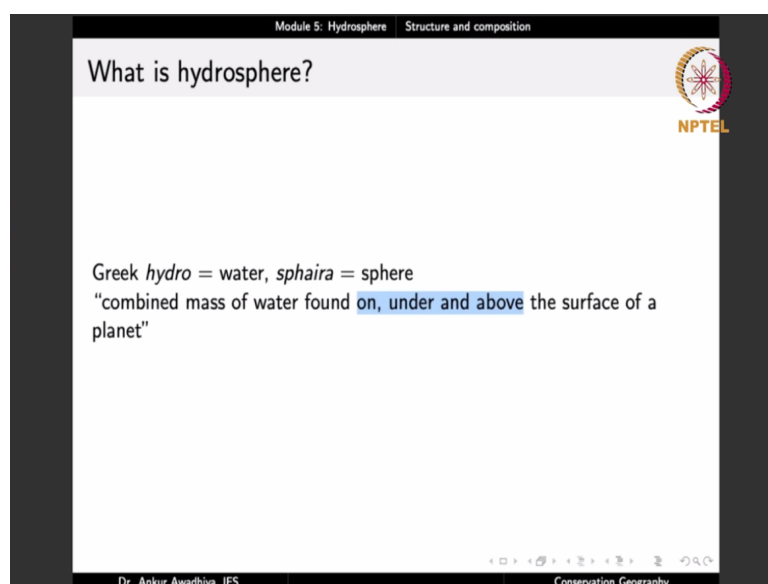 Module 5: Hydrosphere Structure and composition
What is hydrosphere?
NPTEL
Greek hydro = water, sphaira = sphere
“combined mass of water found on, under and above the surface of a
planet”
Dr. Ankur Awadhiya, IFS Conservation Geography